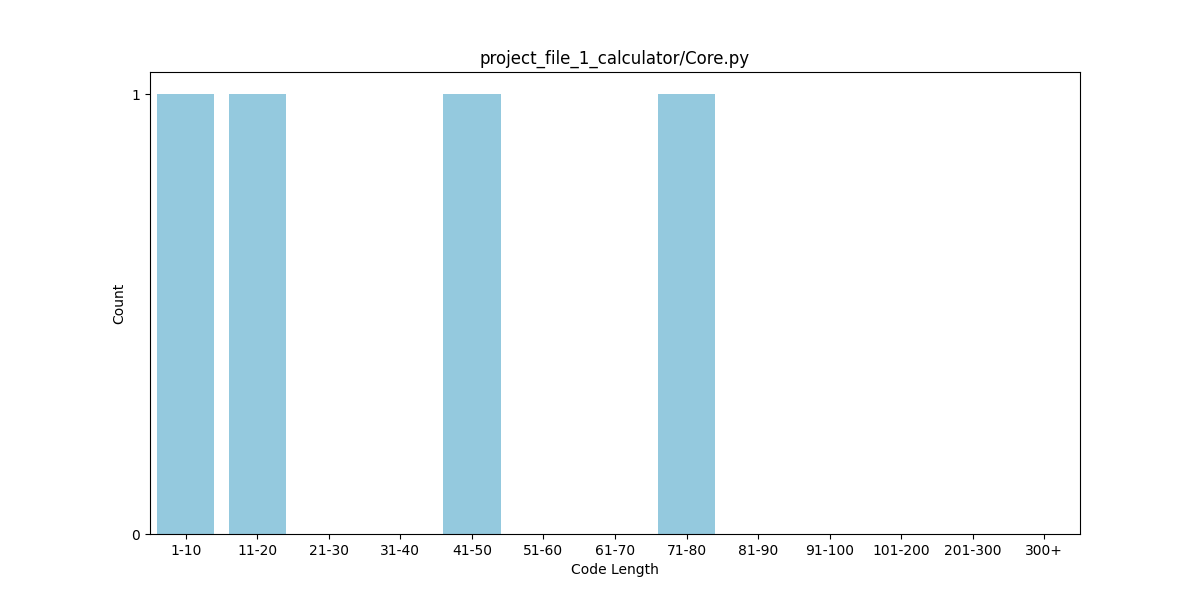 project_file_1_calculator/Core.py
1
Count
0
1-10 11-20 21-30 31-40 41-50 51-60 61-70 71-80 81-90 91-100 101-200 201-300 300+
Code Length